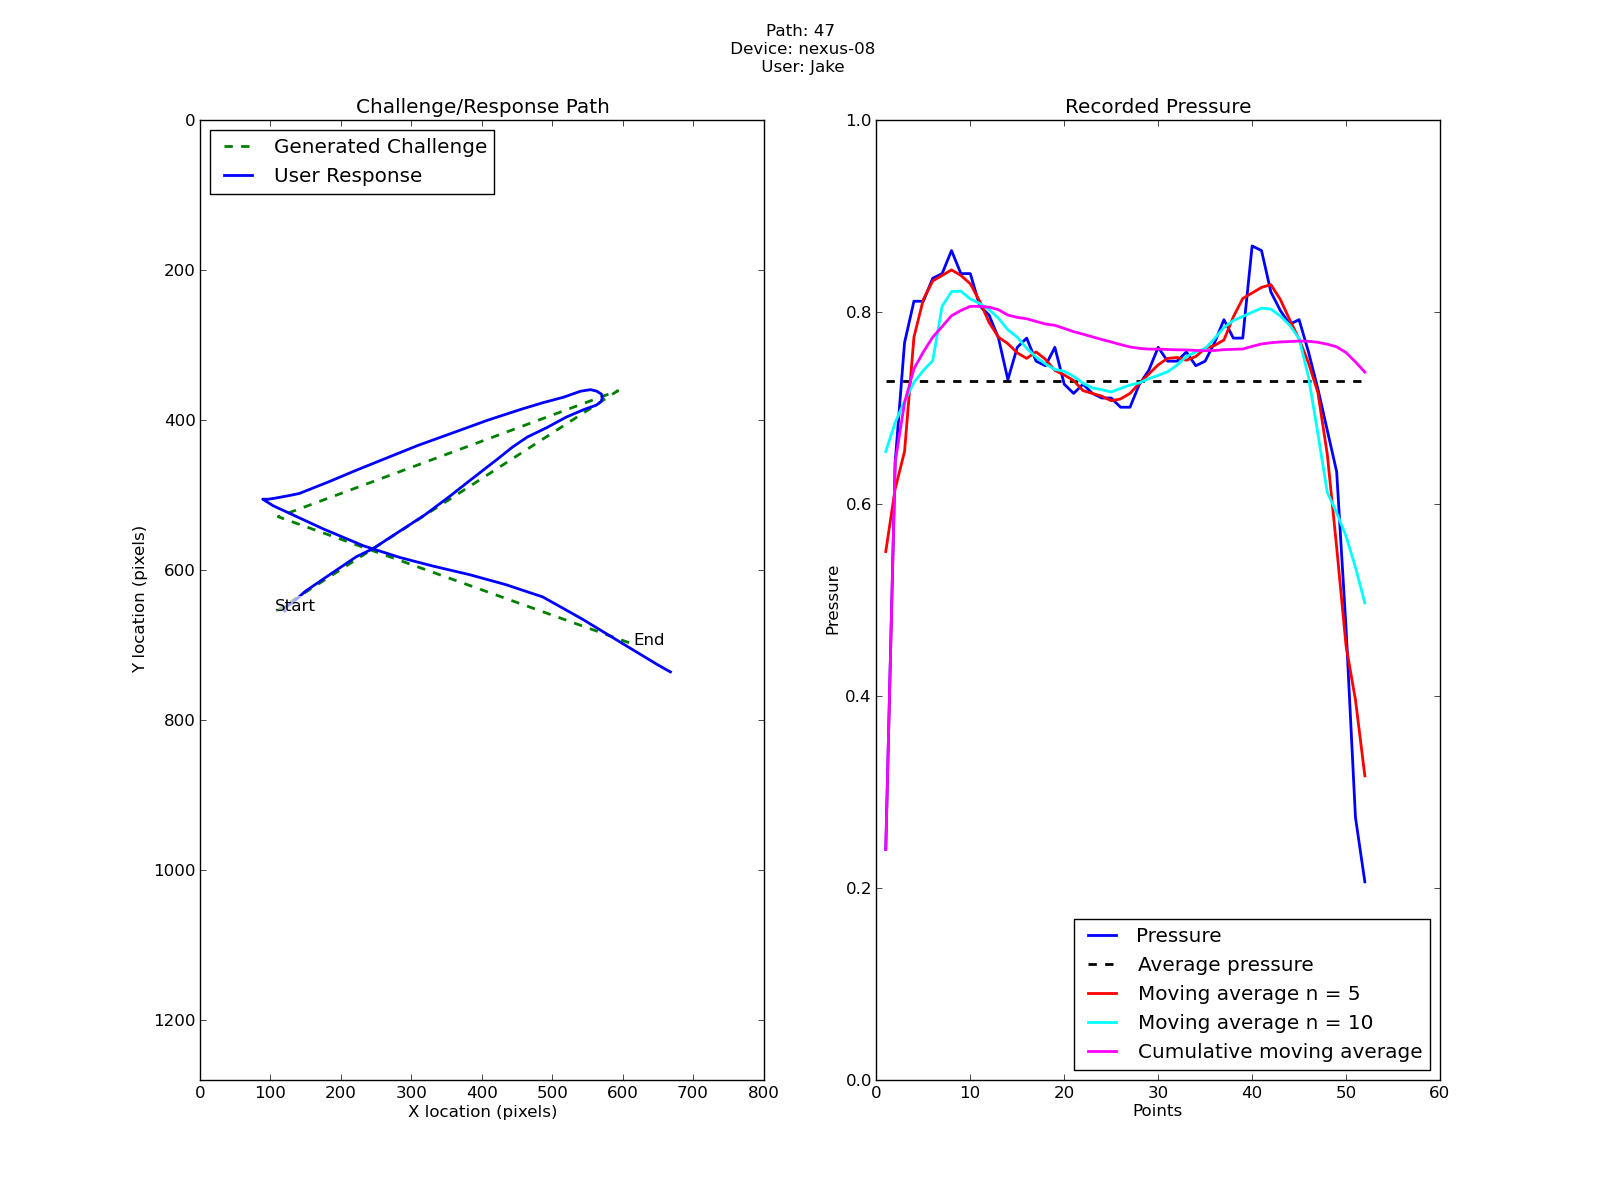 Path: 47
Device: nexus-08
User: Jake
Challenge/Response Path
Generated Challenge
User Response
0
200
400
600
800
1000
1200
Y location (pixels)
Start
End
0 100 200 300 400 500 600 700 800
X location (pixels)
Recorded Pressure
1.0
0.8
0.6
0.4
0.2
0.0
Pressure
Pressure
Average pressure
Moving average n = 5
Moving average n = 10
Cumulative moving average
0 10 20 30 40 50 60
Points